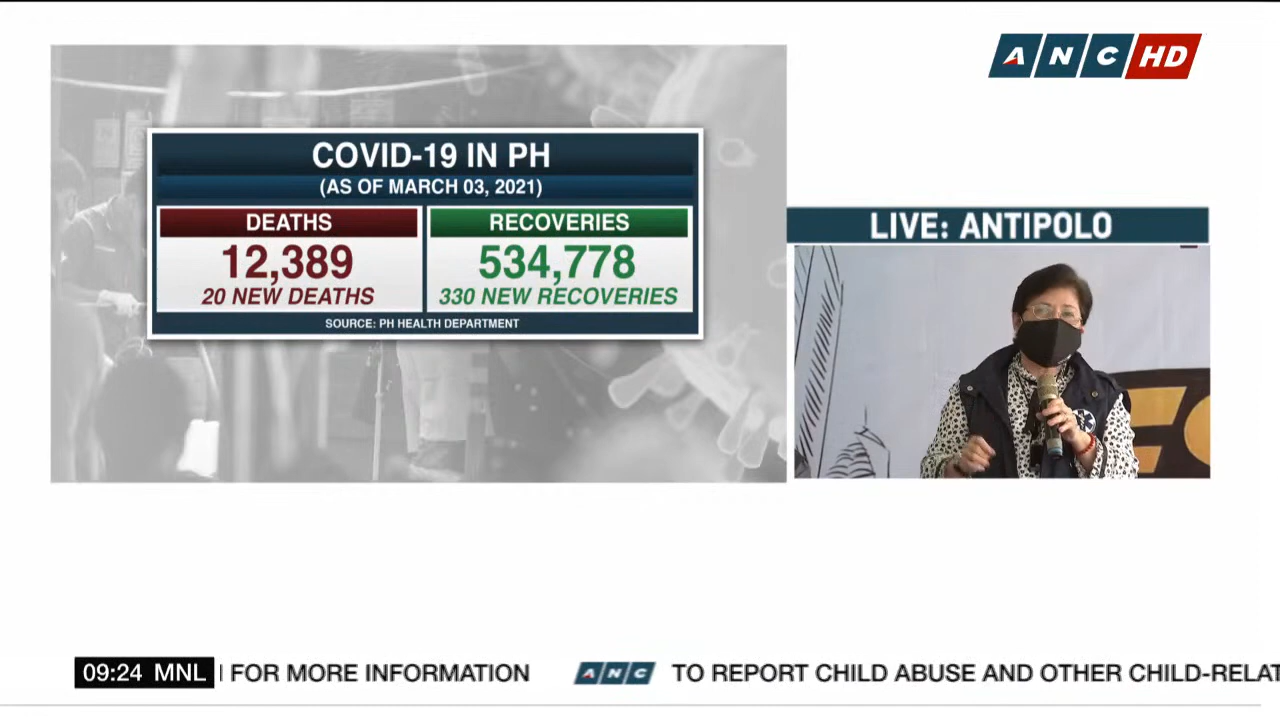 ANC HD
COVID-19 IN PH
(AS OF MARCH 03, 2021)
DEATHS
12,389
20 NEW DEATHS
RECOVERIES
534,778
330 NEW RECOVERIES
SOURCE: PH HEALTH DEPARTMENT
LIVE: ANTIPOLO
09:24 MNL
FOR MORE INFORMATION
ANC
TO REPORT CHILD ABUSE AND OTHER CHILD-RELAT